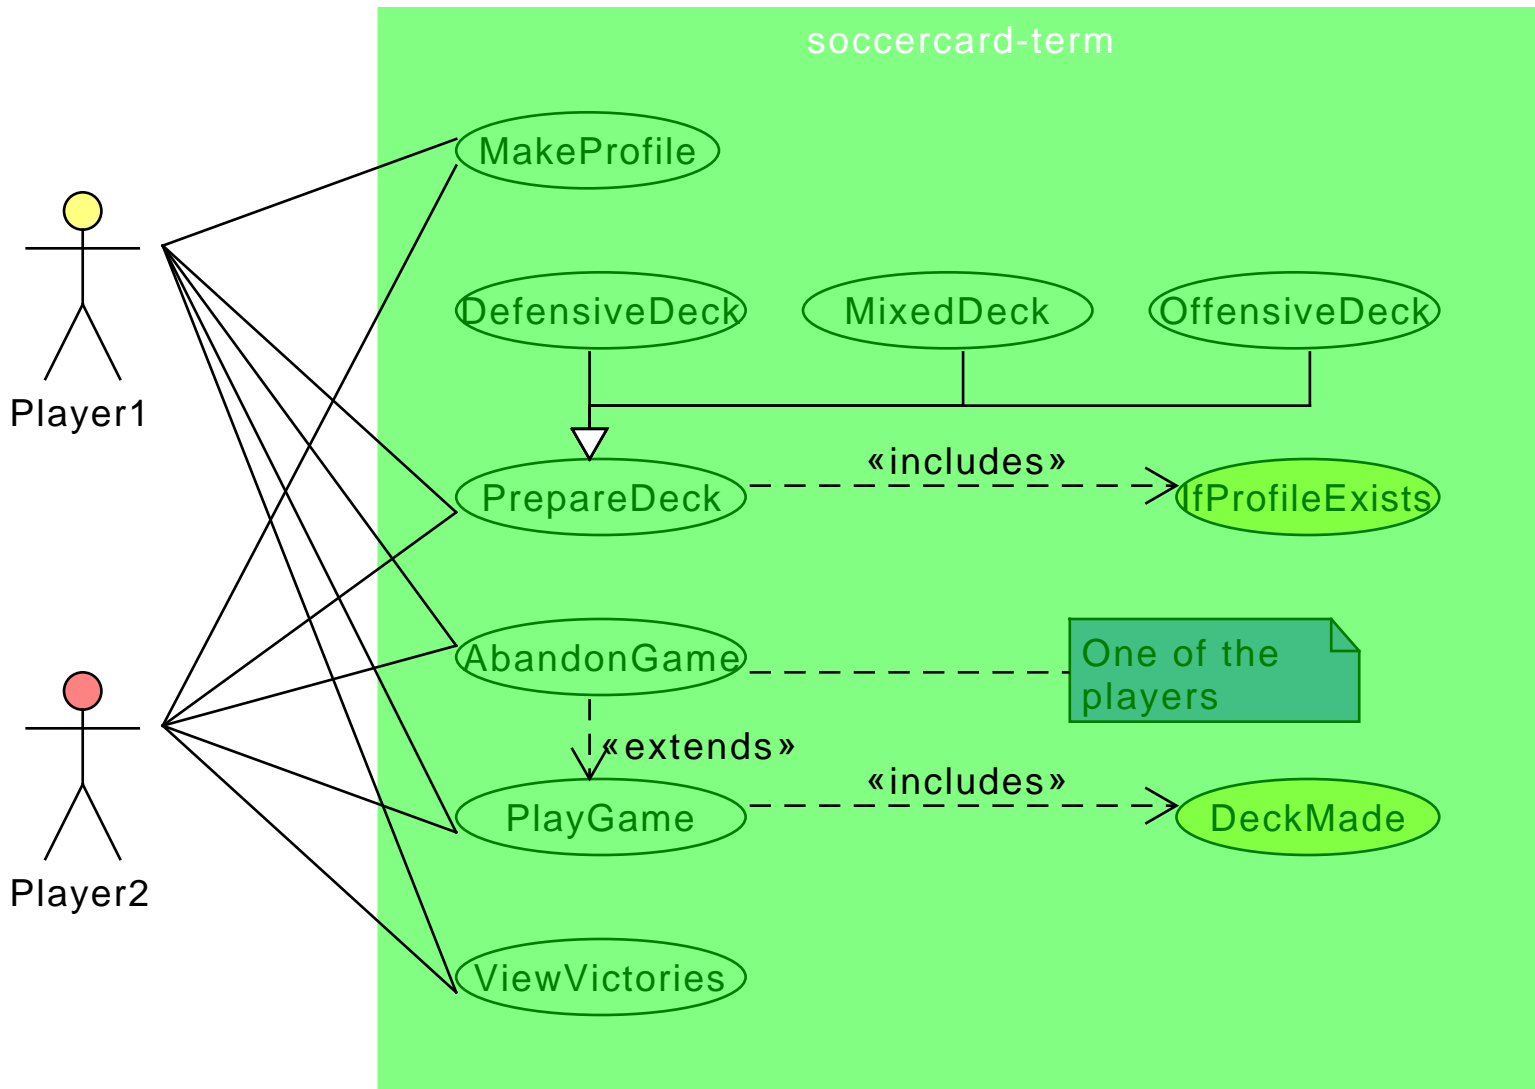 soccercard-term
MakeProfile
Player1
DefensiveDeck
MixedDeck
OffensiveDeck
PrepareDeck
«includes»
IfProfileExists
AbandonGame
One of the
players
«extends»
PlayGame
«includes»
DeckMade
Player2
ViewVictories